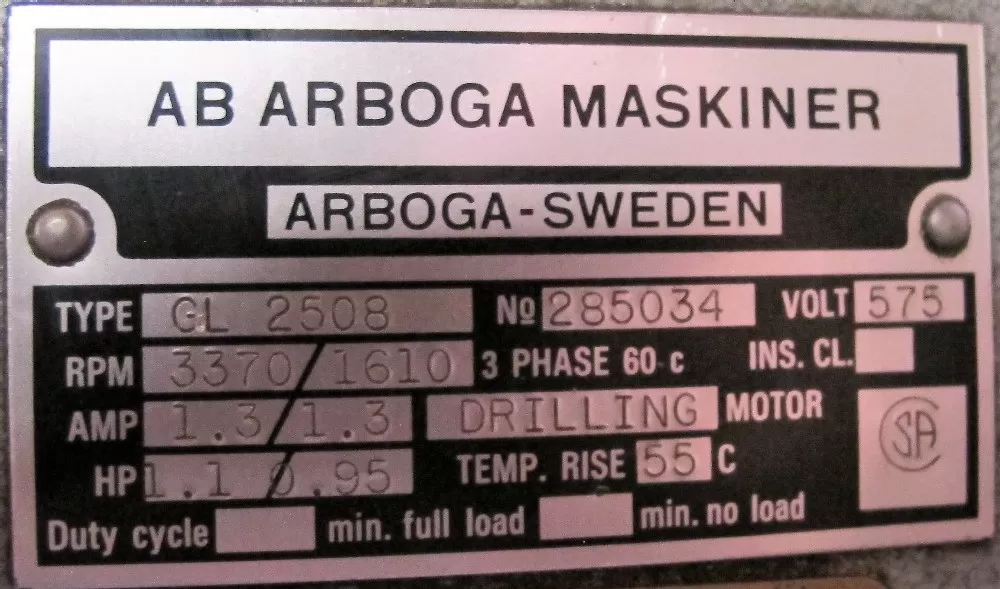 AB ARBOGA MASKINER
ARBOGA-SWEDEN
TYPE GL 2508 No 285034 VOLT 575
RPM 3370/1610 3 PHASE 60 c INS. CL.
AMP 1.3/1.3 DRILLING MOTOR
HP 1.1/0.95 TEMP. RISE 55 C
SA
Duty cycle min. full load min. no load